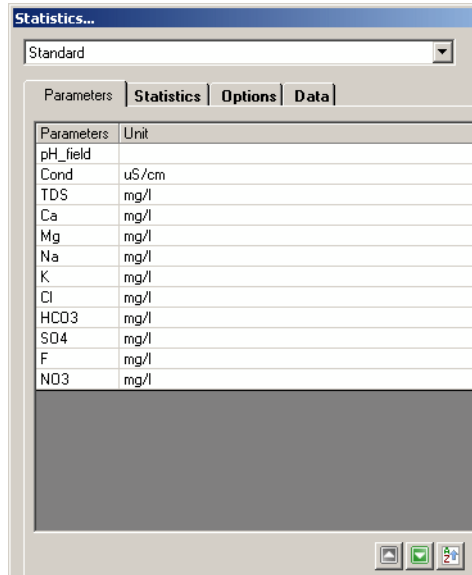 Statistics...
Standard
Parameters Statistics Options Data
Parameters Unit
pH_field
Cond uS/cm
TDS mg/l
Ca mg/l
Mg mg/l
Na mg/l
K mg/l
Cl mg/l
HCO3 mg/l
SO4 mg/l
F mg/l
NO3 mg/l